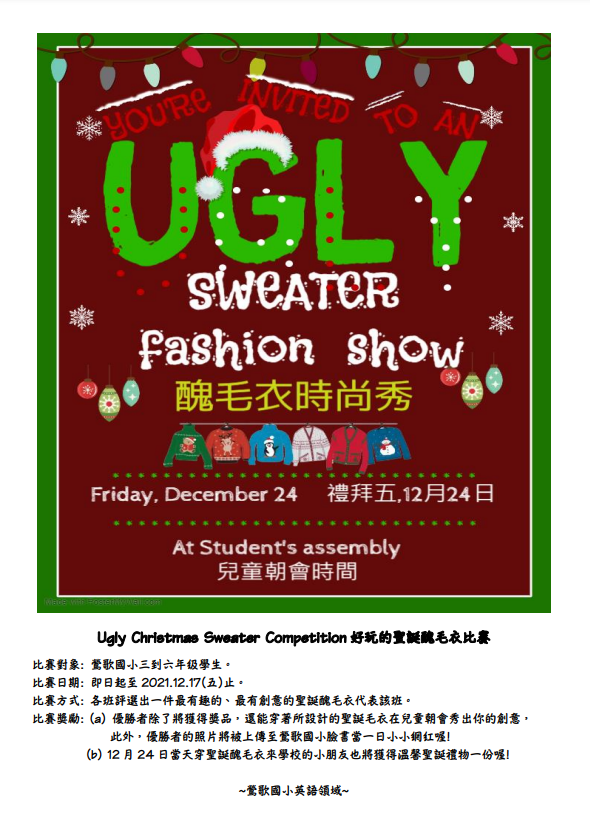 YOU'RE INVITED TO AN
UGLY
SWEATER
fashion show
醜毛衣時尚秀
Friday, December 24 禮拜五,12月24日
At Student's assembly
兒童朝會時間
Made with PosterMyWall.com
Ugly Christmas Sweater Competition 好玩的聖誕醜毛衣比賽
比賽對象: 鶯歌國小三到六年級學生。
比賽日期: 即日起至 2021.12.17(五)止。
比賽方式: 各班評選出一件最有趣的、最有創意的聖誕醜毛衣代表該班。
比賽獎勵: (a) 優勝者除了將獲得獎品，還能穿著所設計的聖誕毛衣在兒童朝會秀出你的創意，
此外，優勝者的照片將被上傳至鶯歌國小臉書當一日小小網紅喔!
(b) 12 月 24 日當天穿聖誕醜毛衣來學校的小朋友也將獲得溫馨聖誕禮物一份喔!
~鶯歌國小英語領域~